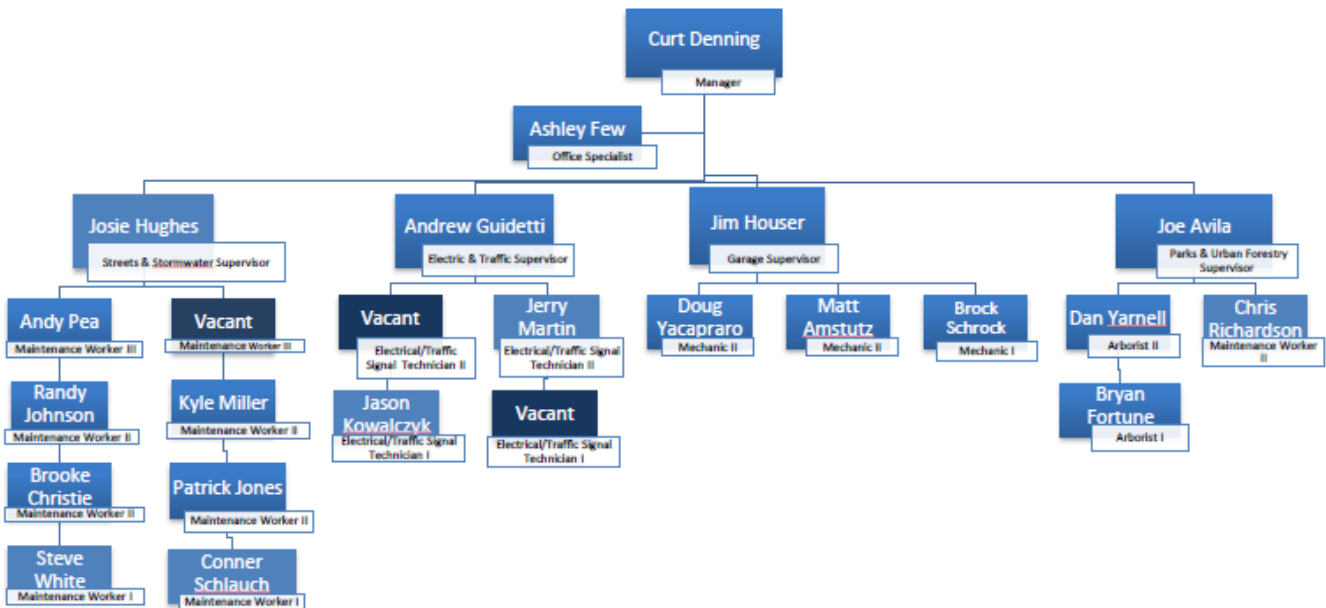 Curt Denning
Manager
Ashley Few
Office Specialist
Josie Hughes
Streets & Stormwater Supervisor
Andrew Guidetti
Electric & Traffic Supervisor
Jim Houser
Garage Supervisor
Joe Avila
Parks & Urban Forestry
Supervisor
Andy Pea
Maintenance Worker III
Vacant
Maintenance Worker III
Vacant
Electrical/Traffic
Signal Technician II
Jerry
Martin
Electrical/Traffic Signal
Technician II
Doug
Yacapraro
Mechanic II
Matt
Amstutz
Mechanic II
Brock
Schrock
Mechanic I
Dan Yarnell
Arborist II
Chris
Richardson
Maintenance Worker
II
Randy
Johnson
Maintenance Worker II
Kyle Miller
Maintenance Worker II
Jason
Kowalczyk
Electrical/Traffic Signal
Technician I
Vacant
Electrical/Traffic Signal
Technician I
Bryan
Fortune
Arborist I
Brooke
Christie
Maintenance Worker II
Patrick Jones
Maintenance Worker II
Steve
White
Maintenance Worker I
Conner
Schlauch
Maintenance Worker I